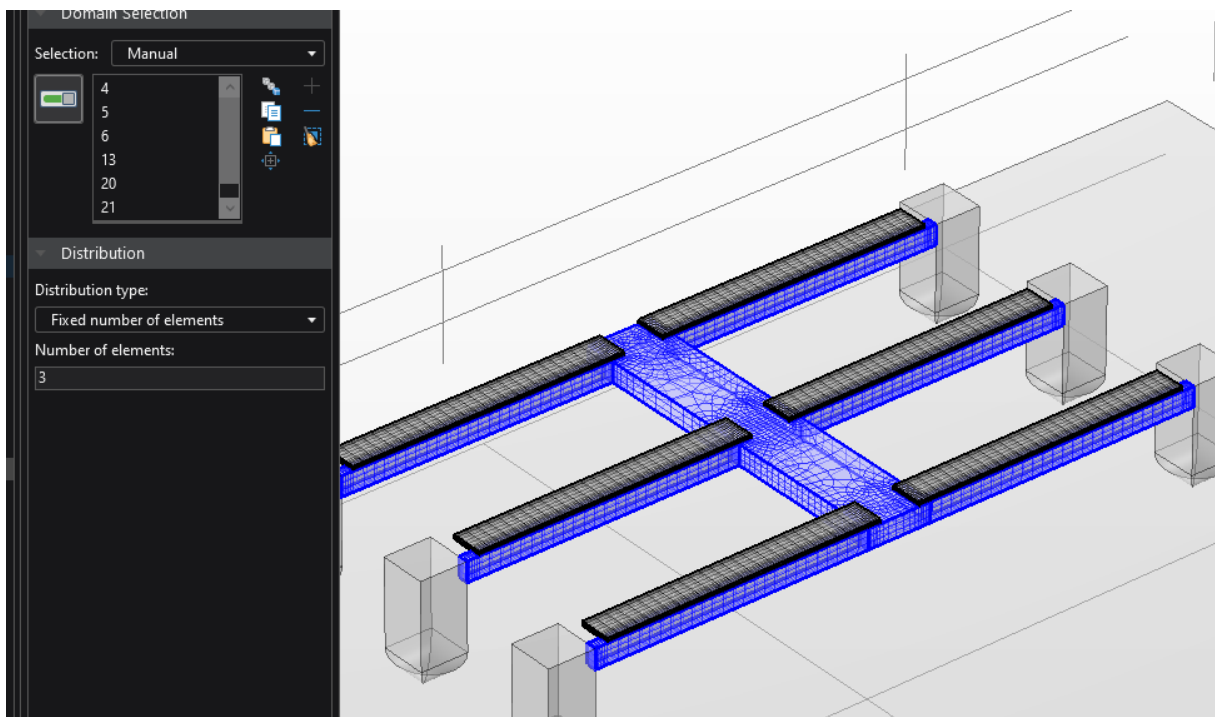 Domain Selection
Selection: Manual
4
5
6
13
20
21
Distribution
Distribution type:
Fixed number of elements
Number of elements:
3